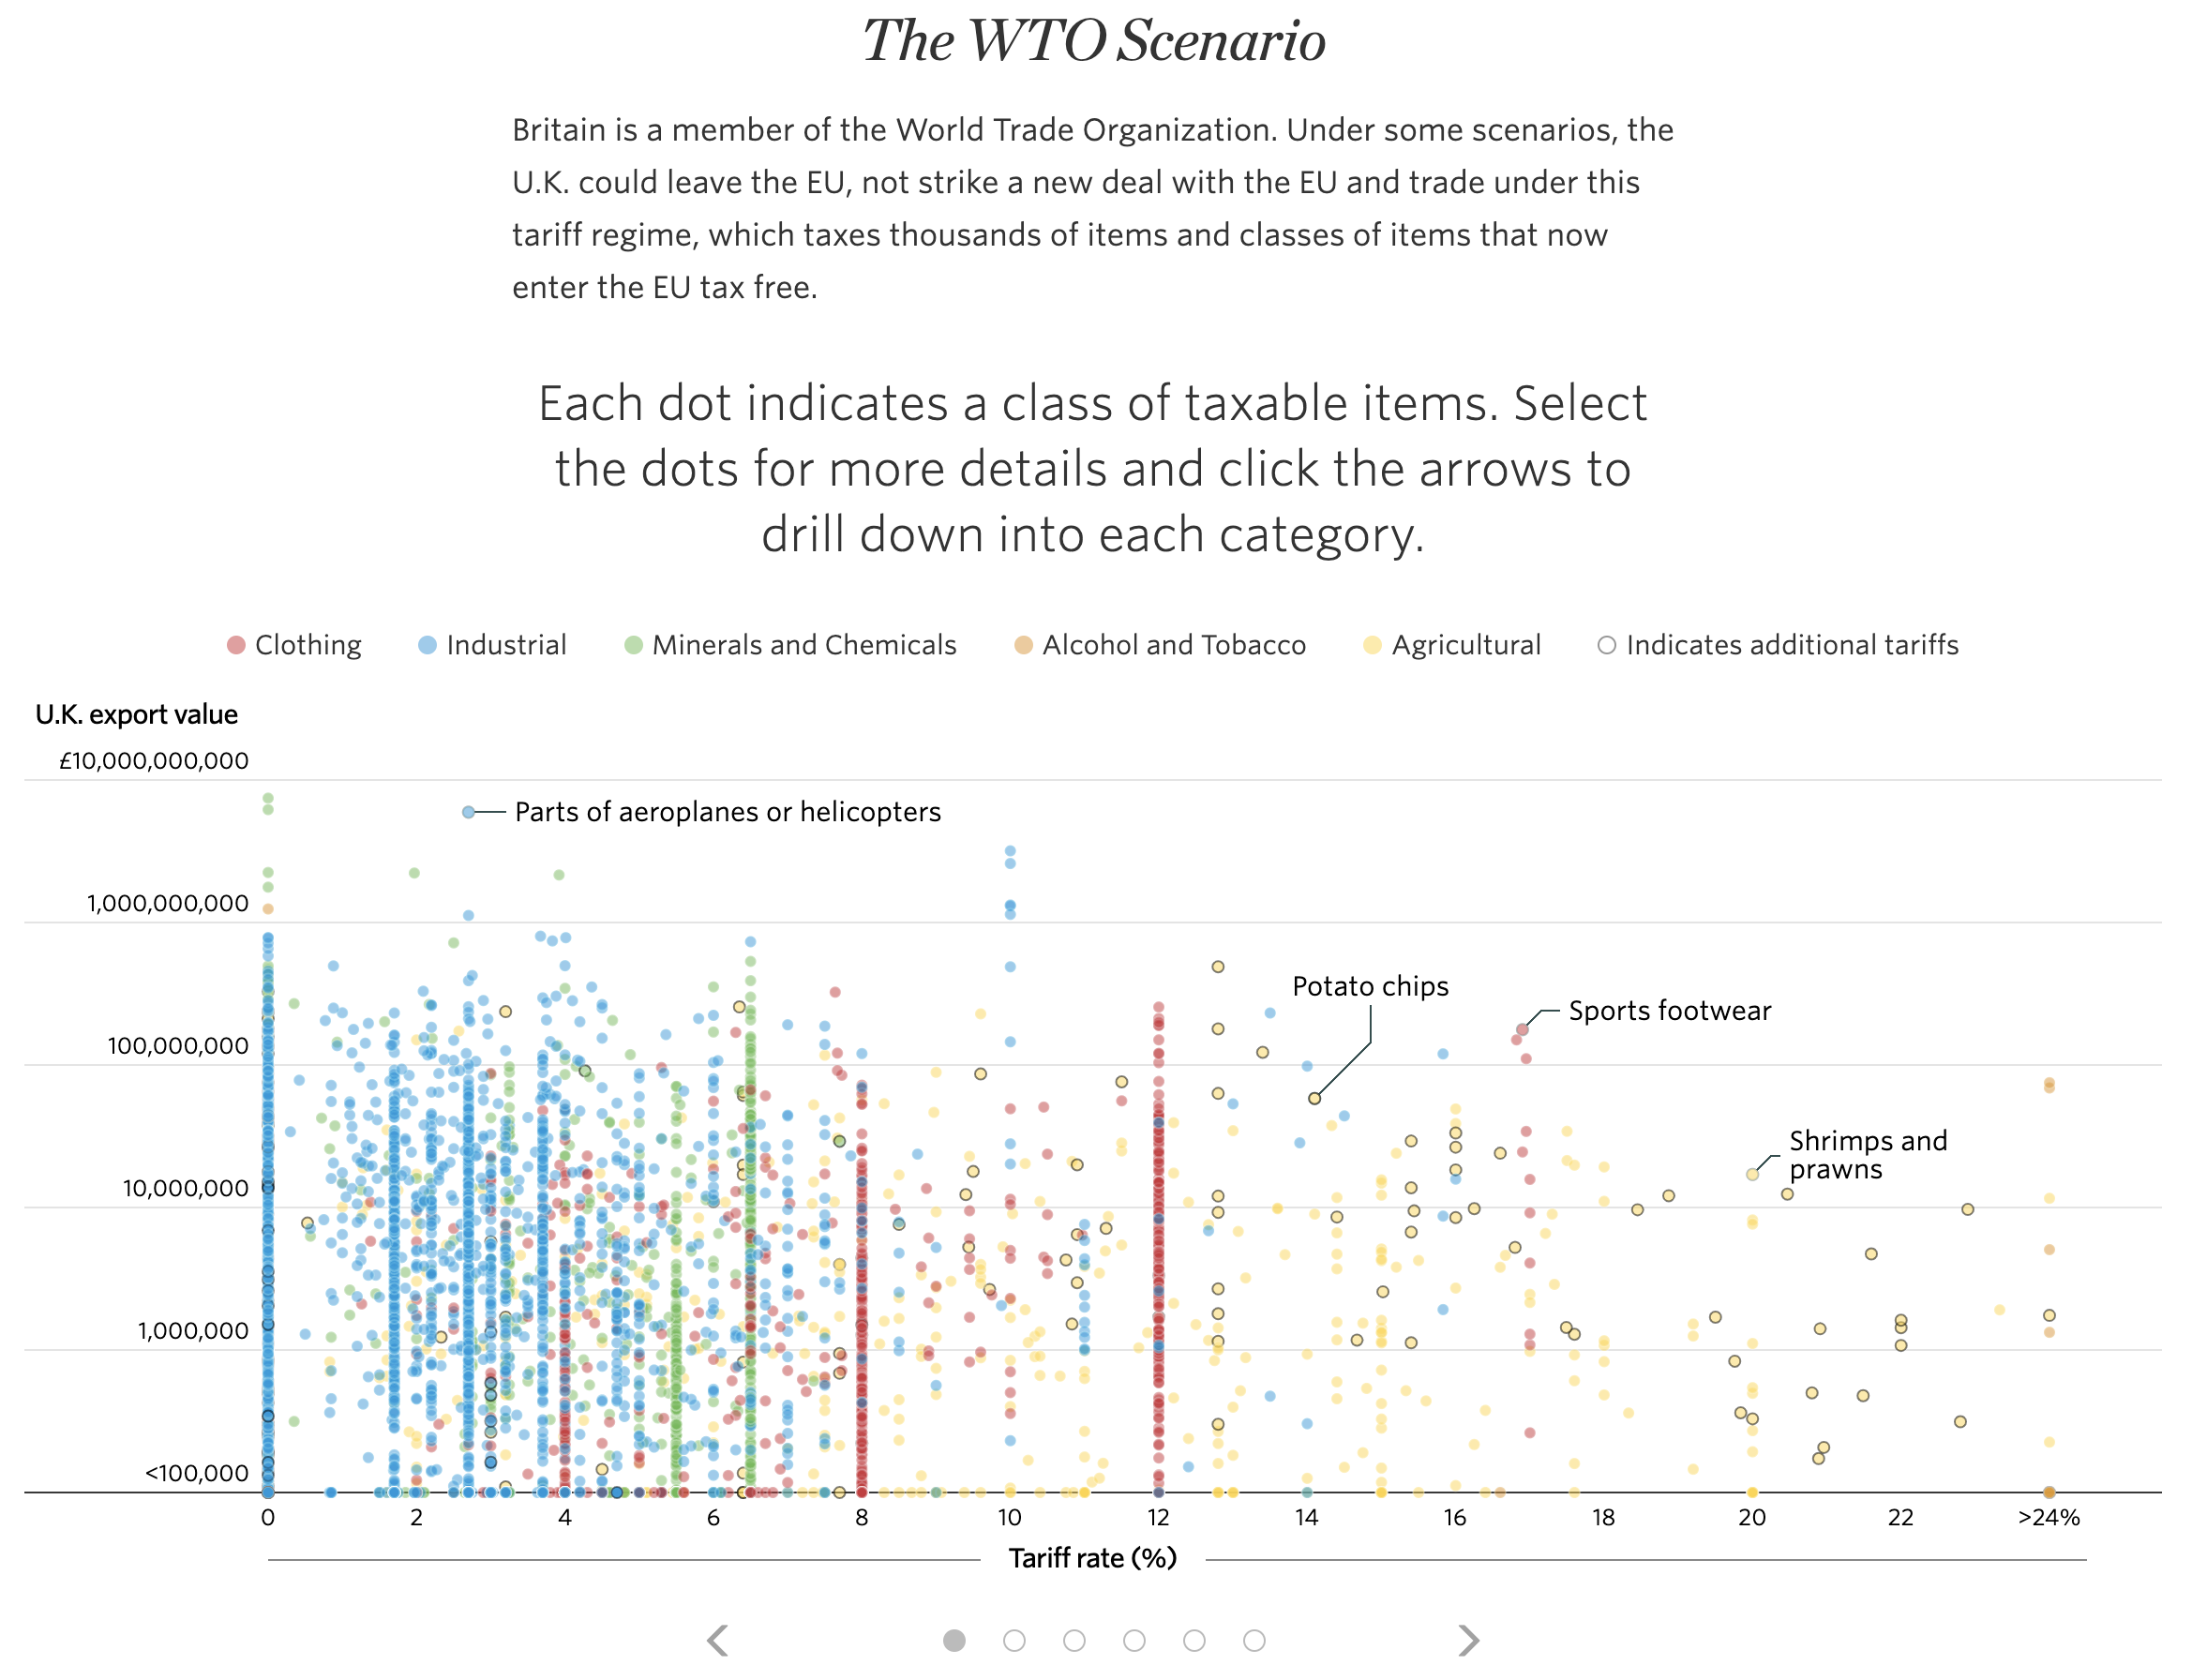 The WTO Scenario
Britain is a member of the World Trade Organization. Under some scenarios, the
U.K. could leave the EU, not strike a new deal with the EU and trade under this
tariff regime, which taxes thousands of items and classes of items that now
enter the EU tax free.
Each dot indicates a class of taxable items. Select
the dots for more details and click the arrows to
drill down into each category.
Clothing Industrial Minerals and Chemicals Alcohol and Tobacco Agricultural Indicates additional tariffs
U.K. export value
£10,000,000,000
Parts of aeroplanes or helicopters
1,000,000,000
Potato chips
Sports footwear
100,000,000
Shrimps and
prawns
10,000,000
1,000,000
<100,000
0 2 4 6 8 10 12 14 16 18 20 22 >24%
Tariff rate (%)